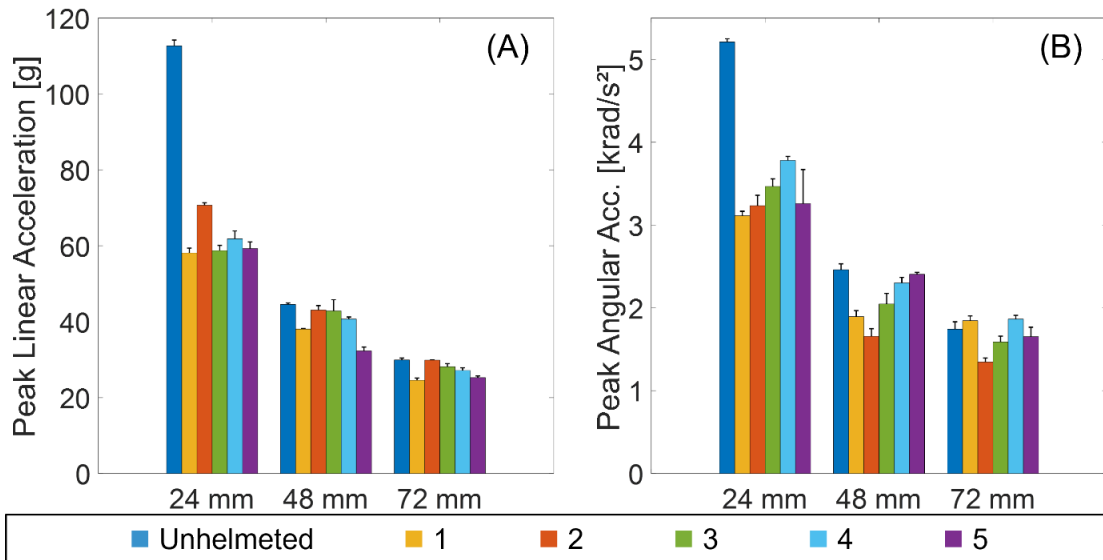 (A)
Peak Linear Acceleration [g]
120
100
80
60
40
20
0
24 mm
48 mm
72 mm
(B)
Peak Angular Acc. [krad/s²]
5
4
3
2
1
0
24 mm
48 mm
72 mm
Unhelmeted
1
2
3
4
5